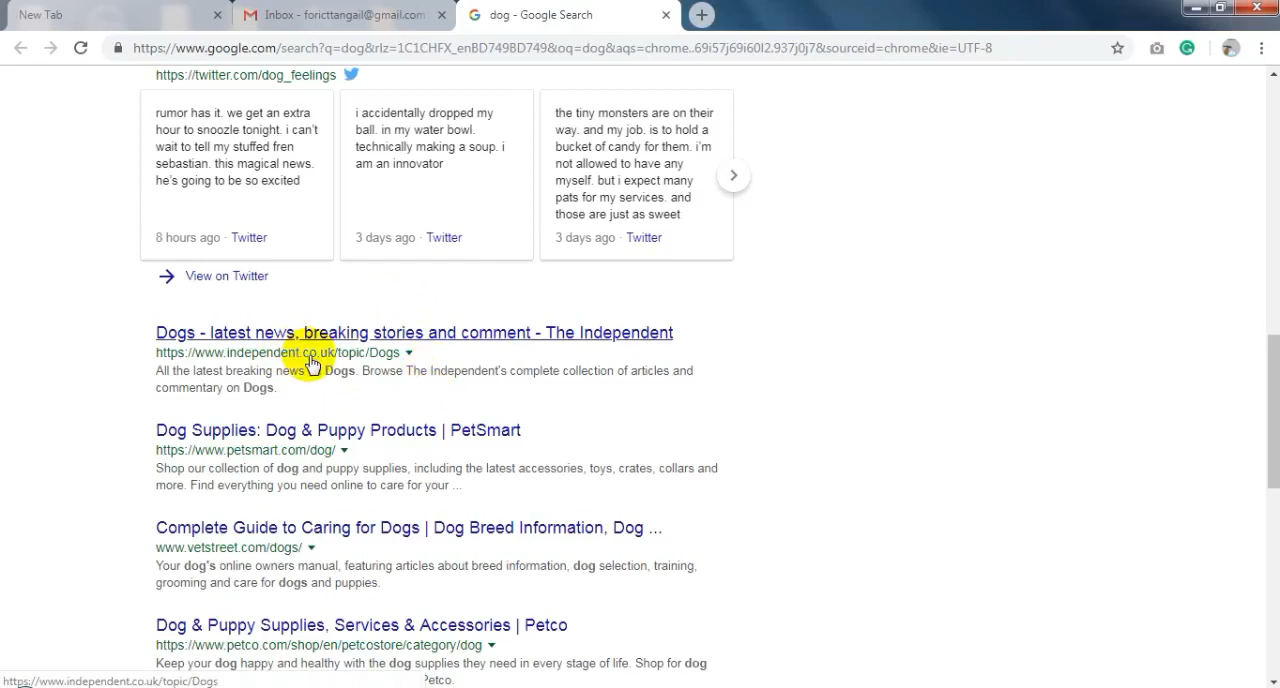 New Tab
Inbox - foricttangail@gmail.com
dog - Google Search
https://www.google.com/search?q=dog&rlz=1C1CHFX_enBD749BD749&oq=dog&aqs=chrome..69i57j69i60l2.937j0j7&sourceid=chrome&ie=UTF-8
https://twitter.com/dog_feelings
rumor has it. we get an extra
hour to snoozle tonight. i can't
wait to tell my stuffed fren
sebastian. this magical news.
he's going to be so excited
8 hours ago · Twitter
i accidentally dropped my
ball. in my water bowl.
technically making a soup. i
am an innovator
3 days ago · Twitter
the tiny monsters are on their
way. and my job. is to hold a
bucket of candy for them. i'm
not allowed to have any
myself. but i expect many
pats for my services. and
those are just as sweet
3 days ago · Twitter
View on Twitter
Dogs - latest news, breaking stories and comment - The Independent
https://www.independent.co.uk/topic/Dogs
All the latest breaking news Dogs. Browse The Independent's complete collection of articles and
commentary on Dogs.
Dog Supplies: Dog & Puppy Products | PetSmart
https://www.petsmart.com/dog/
Shop our collection of dog and puppy supplies, including the latest accessories, toys, crates, collars and
more. Find everything you need online to care for your ...
Complete Guide to Caring for Dogs | Dog Breed Information, Dog ...
www.vetstreet.com/dogs/
Your dog's online owners manual, featuring articles about breed information, dog selection, training,
grooming and care for dogs and puppies.
Dog & Puppy Supplies, Services & Accessories | Petco
https://www.petco.com/shop/en/petcostore/category/dog
Keep your dog happy and healthy with the dog supplies they need in every stage of life. Shop for dog
Petco.
https://www.independent.co.uk/topic/Dogs